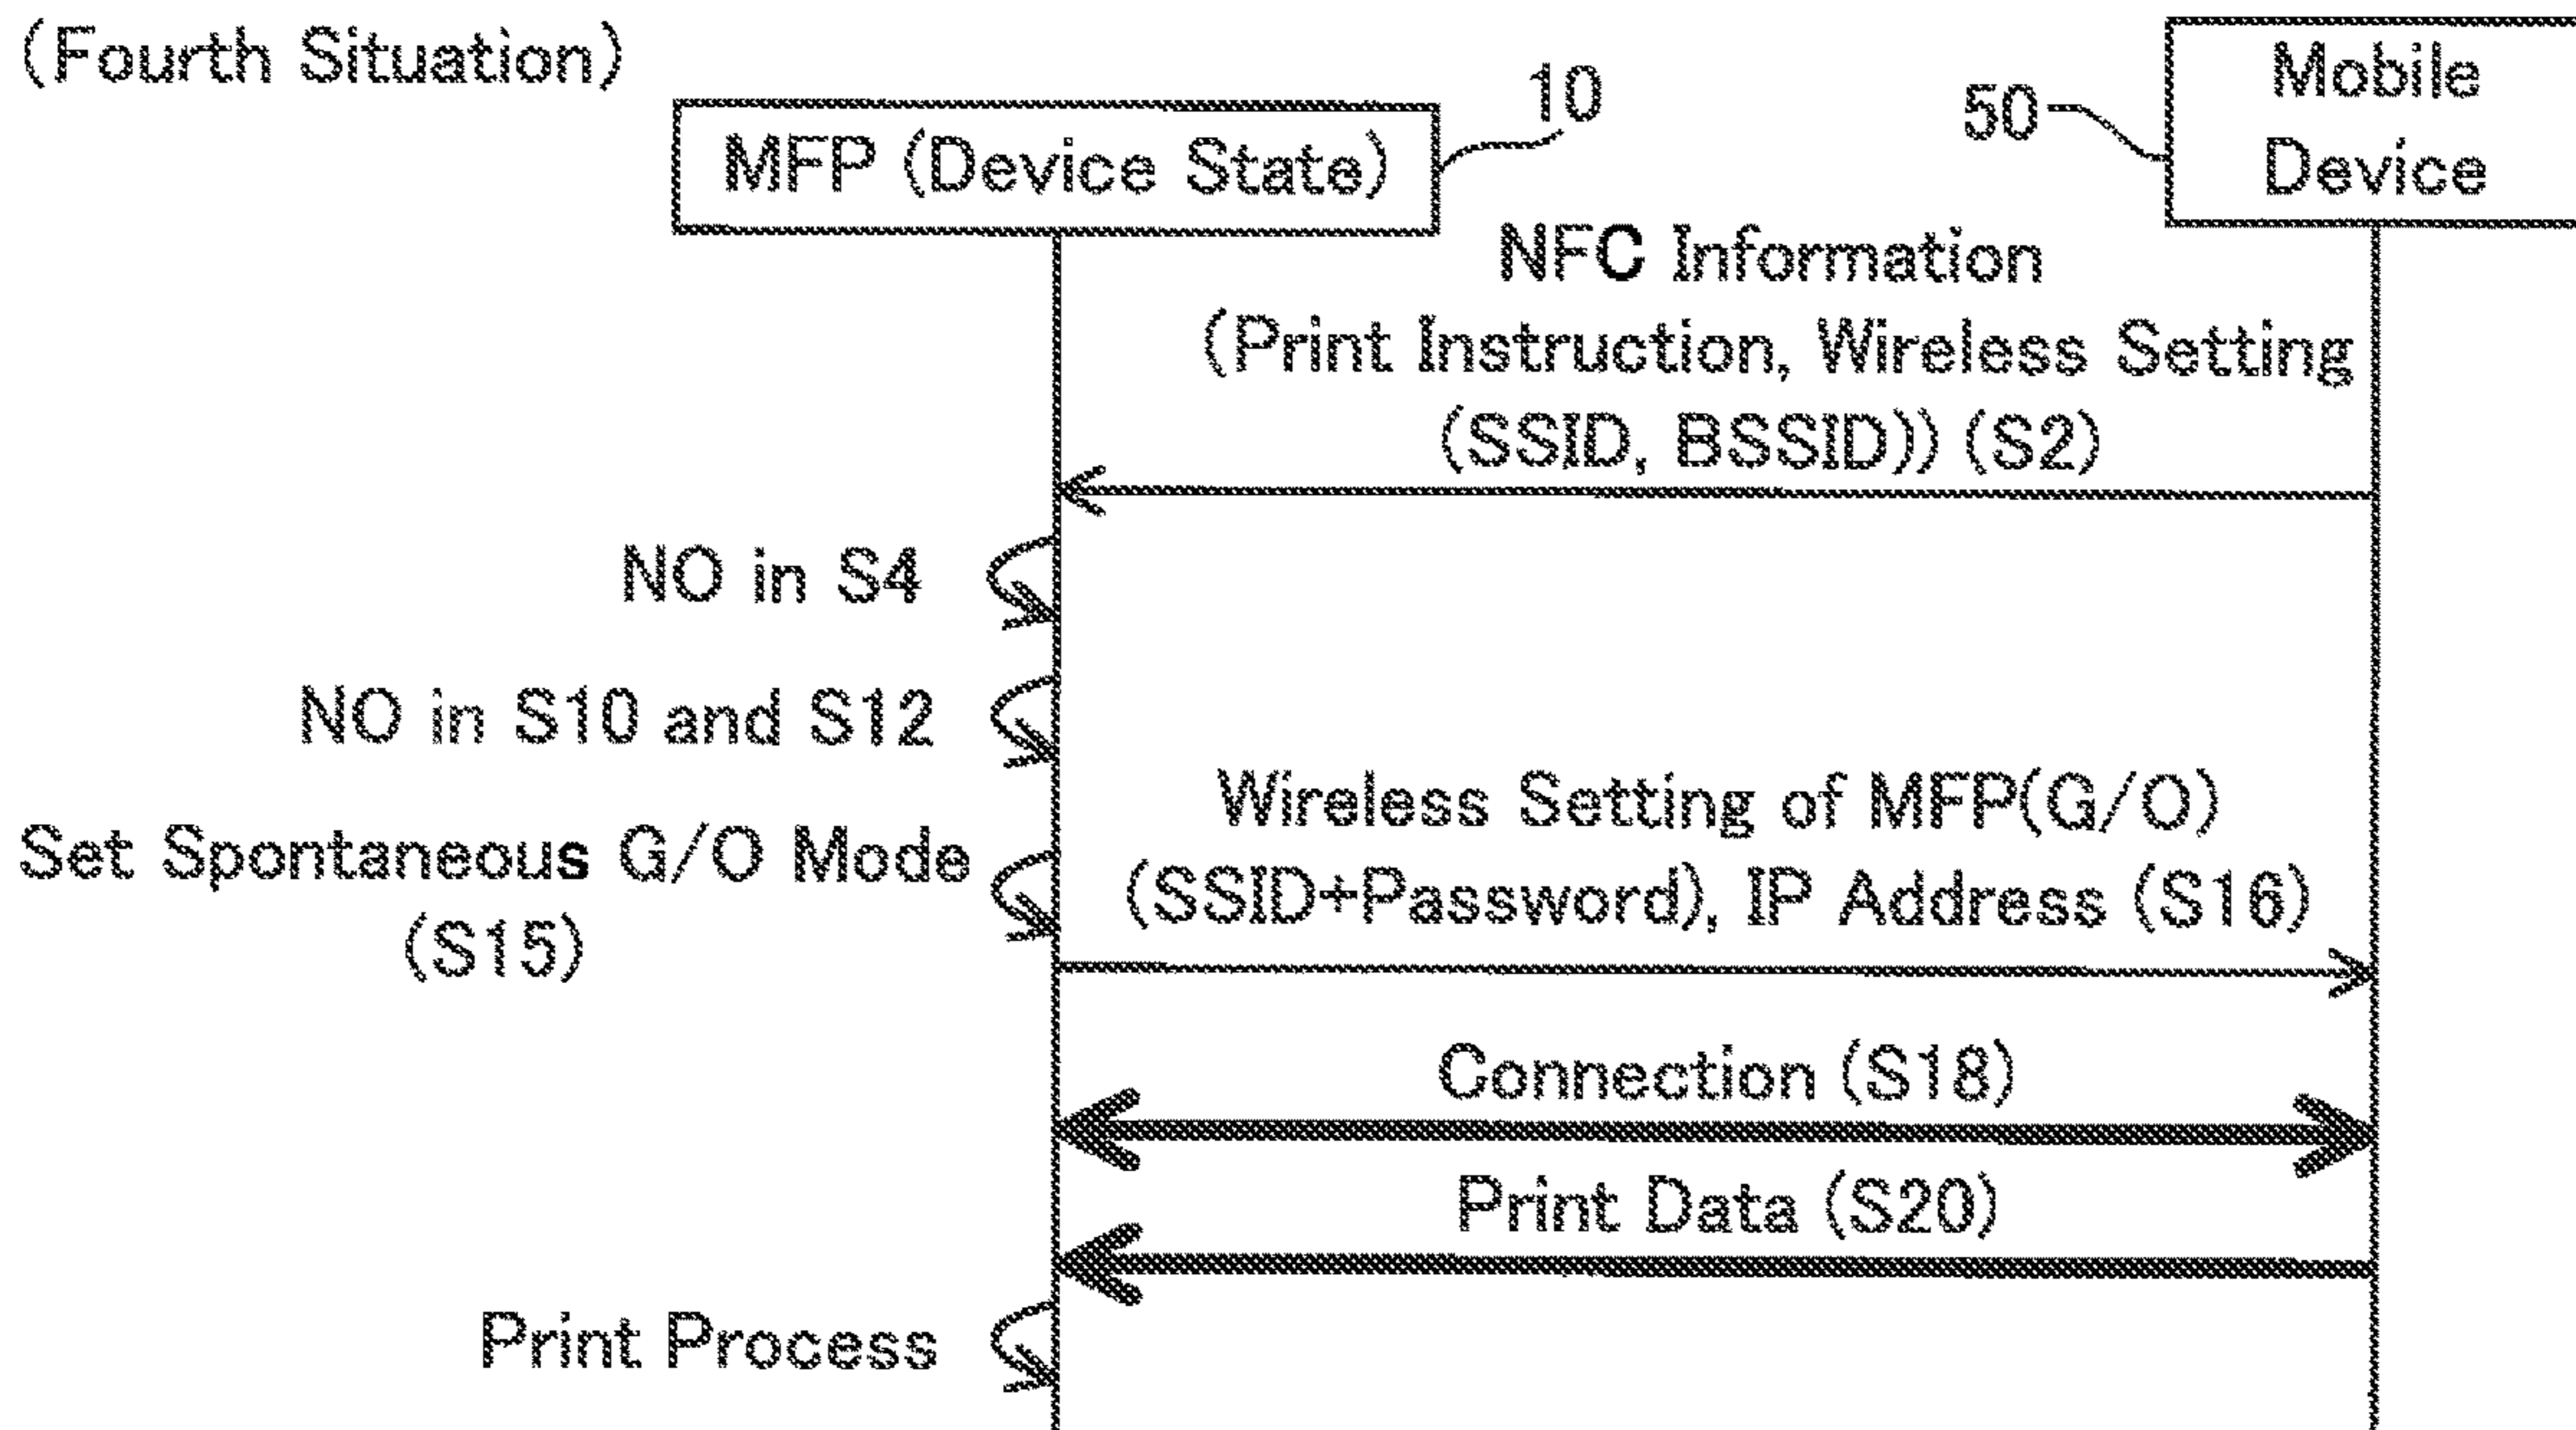 (Fourth Situation)
10
50
Mobile
Device
MFP (Device State)
NFC Information
(Print Instruction, Wireless Setting
(SSID, BSSID)) (S2)
NO in S4
NO in S10 and S12
Set Spontaneous G/O Mode
(S15)
Wireless Setting of MFP(G/O)
(SSID+Password), IP Address (S16)
Connection (S18)
Print Data (S20)
Print Process